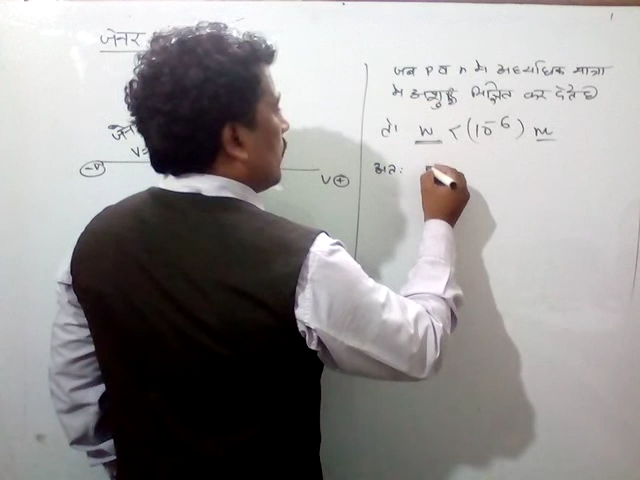 जेनर
जेन
V=
-v
V +
जब P व n मे अत्यधिक मात्रा
मे अशुद्धि मिश्रित कर देते है
तो W < (10⁻⁶) m
अतः